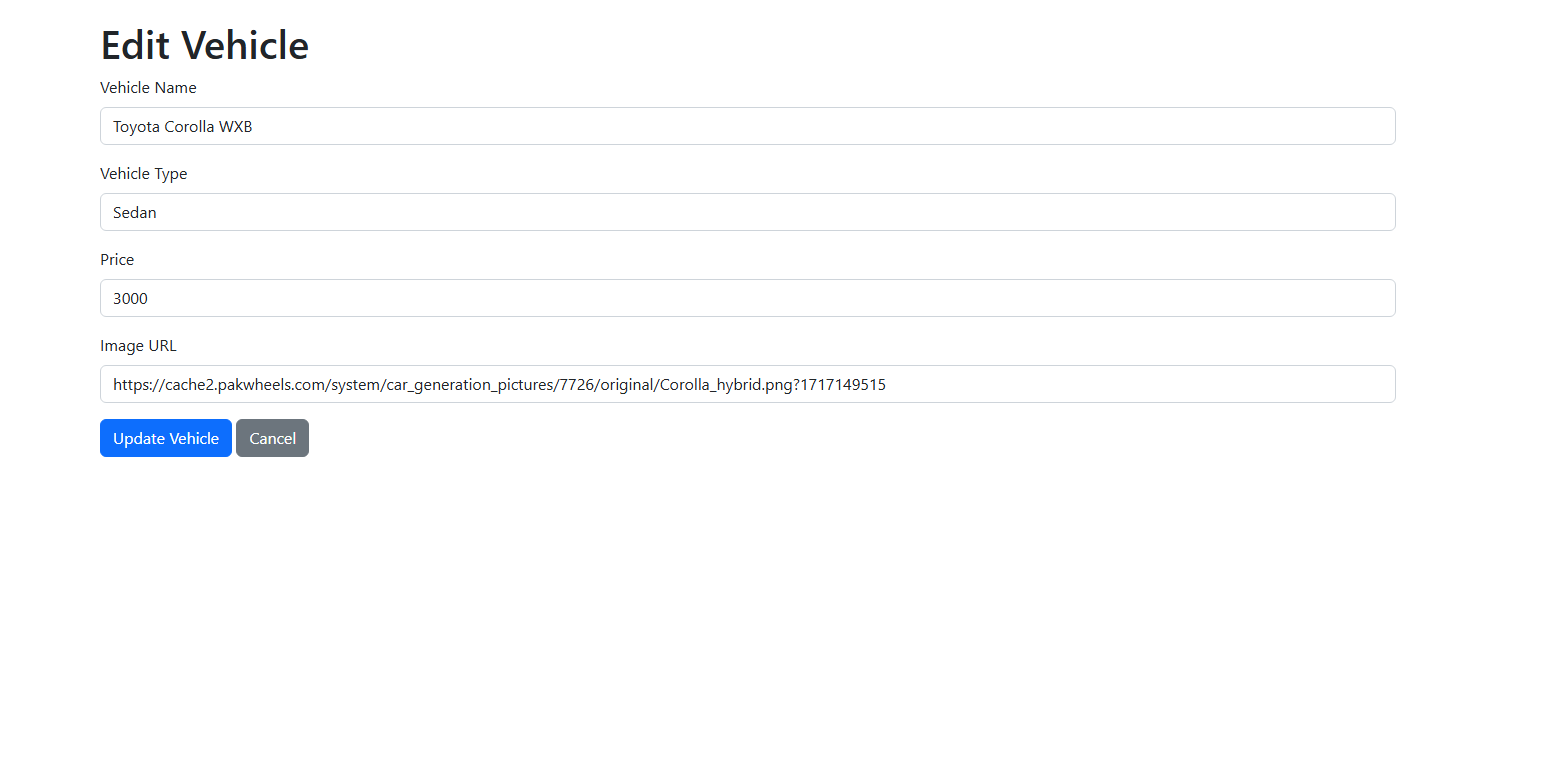 Edit Vehicle
Vehicle Name
Toyota Corolla WXB
Vehicle Type
Sedan
Price
3000
Image URL
https://cache2.pakwheels.com/system/car_generation_pictures/7726/original/Corolla_hybrid.png?1717149515
Update Vehicle Cancel